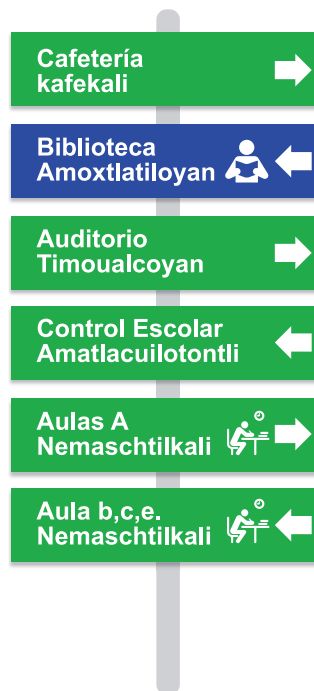 Cafetería
kafekali
Biblioteca
Amoxtlatiloyan
Auditorio
Timoualcoyan
Control Escolar
Amatlacuilotontli
Aulas A
Nemaschtilkali
Aula b,c,e.
Nemaschtilkali